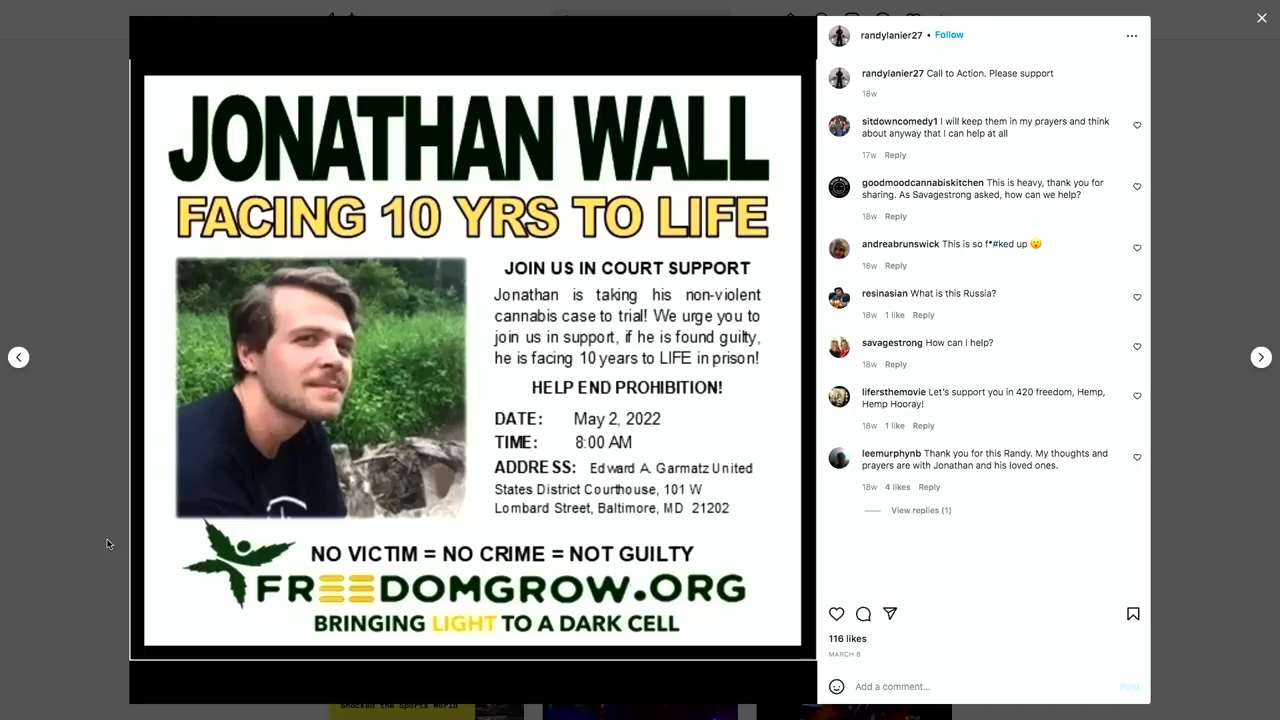 JONATHAN WALL
FACING 10 YRS TO LIFE
JOIN US IN COURT SUPPORT
Jonathan is taking his non-violent
cannabis case to trial! We urge you to
join us in support, if he is found guilty,
he is facing 10 years to LIFE in prison!
HELP END PROHIBITION!
DATE: May 2, 2022
TIME: 8:00 AM
ADDRESS: Edward A. Garmatz United
States District Courthouse, 101 W
Lombard Street, Baltimore, MD 21202
NO VICTIM = NO CRIME = NOT GUILTY
FREEDOMGROW.ORG
BRINGING LIGHT TO A DARK CELL
randylanier27 • Follow
randylanier27 Call to Action. Please support
18w
sitdowncomedy1 I will keep them in my prayers and think
about anyway that I can help at all
17w Reply
goodmoodcannabiskitchen This is heavy, thank you for
sharing. As Savagestrong asked, how can we help?
18w Reply
andreabrunswick This is so f*#ked up 😮
18w Reply
resinasian What is this Russia?
18w 1 like Reply
savagestrong How can I help?
18w Reply
lifersthemovie Let's support you in 420 freedom, Hemp,
Hemp Hooray!
18w 1 like Reply
leemurphynb Thank you for this Randy. My thoughts and
prayers are with Jonathan and his loved ones.
18w 4 likes Reply
View replies (1)
116 likes
MARCH 8
Add a comment...
Post
Shocked the Sports World